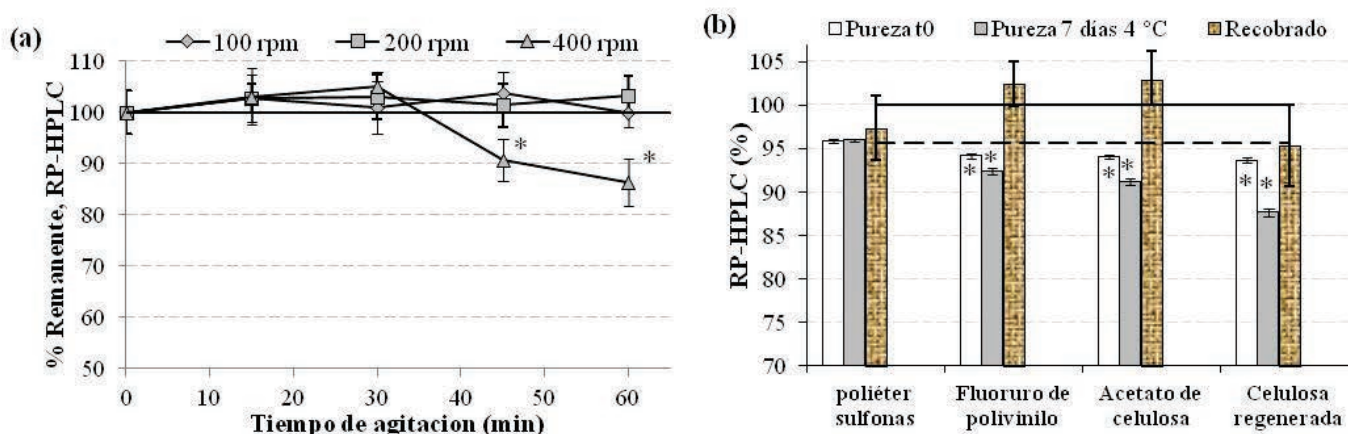 (a)
100 rpm 200 rpm 400 rpm
% Remanente, RP-HPLC
110
100
90
80
70
60
50
* *
0 10 20 30 40 50 60
Tiempo de agitacion (min)
(b)
Pureza t0 Pureza 7 días 4 °C Recobrado
RP-HPLC (%)
105
100
95
90
85
80
75
70
* * * * * *
poliéter sulfonas
Fluoruro de polivinilo
Acetato de celulosa
Celulosa regenerada